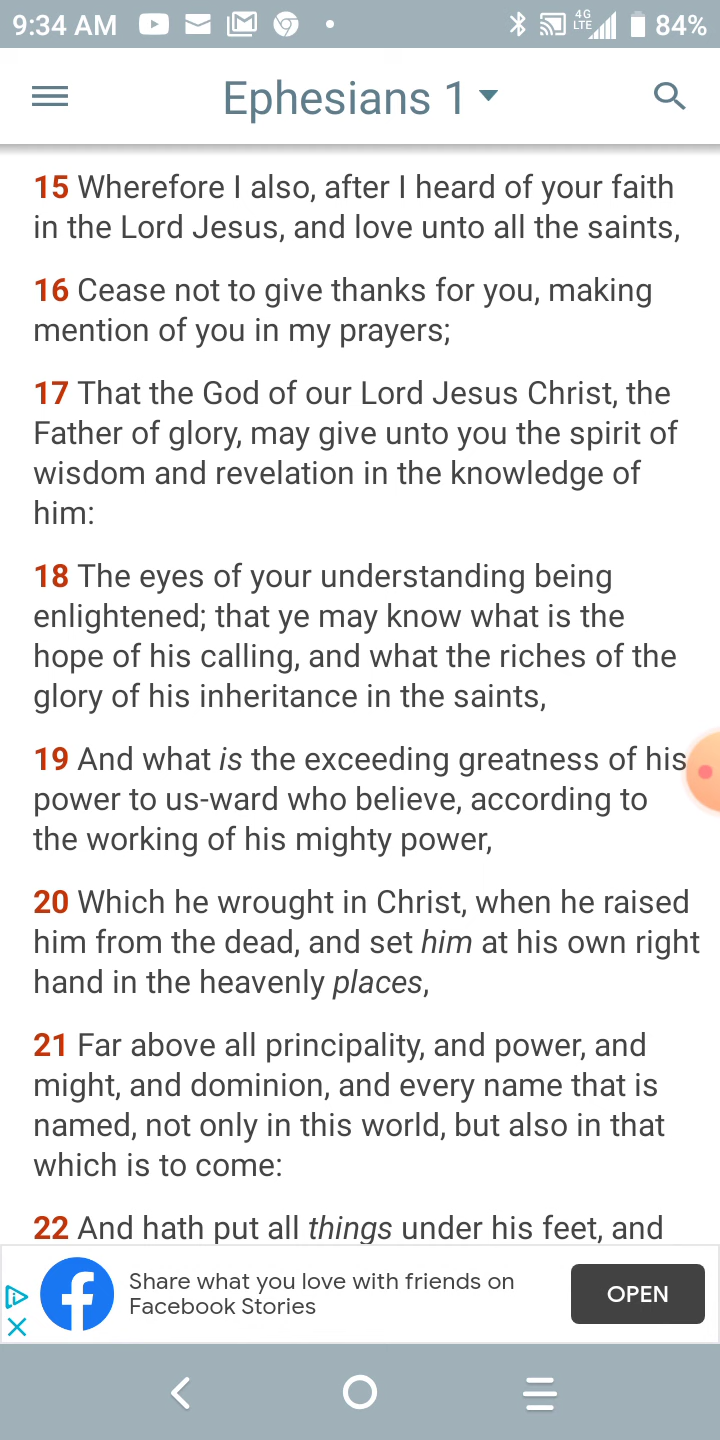 9:34 AM
4G
LTE
84%
Ephesians 1
15 Wherefore I also, after I heard of your faith
in the Lord Jesus, and love unto all the saints,
16 Cease not to give thanks for you, making
mention of you in my prayers;
17 That the God of our Lord Jesus Christ, the
Father of glory, may give unto you the spirit of
wisdom and revelation in the knowledge of
him:
18 The eyes of your understanding being
enlightened; that ye may know what is the
hope of his calling, and what the riches of the
glory of his inheritance in the saints,
19 And what is the exceeding greatness of his
power to us-ward who believe, according to
the working of his mighty power,
20 Which he wrought in Christ, when he raised
him from the dead, and set him at his own right
hand in the heavenly places,
21 Far above all principality, and power, and
might, and dominion, and every name that is
named, not only in this world, but also in that
which is to come:
22 And hath put all things under his feet, and
Share what you love with friends on
Facebook Stories
OPEN